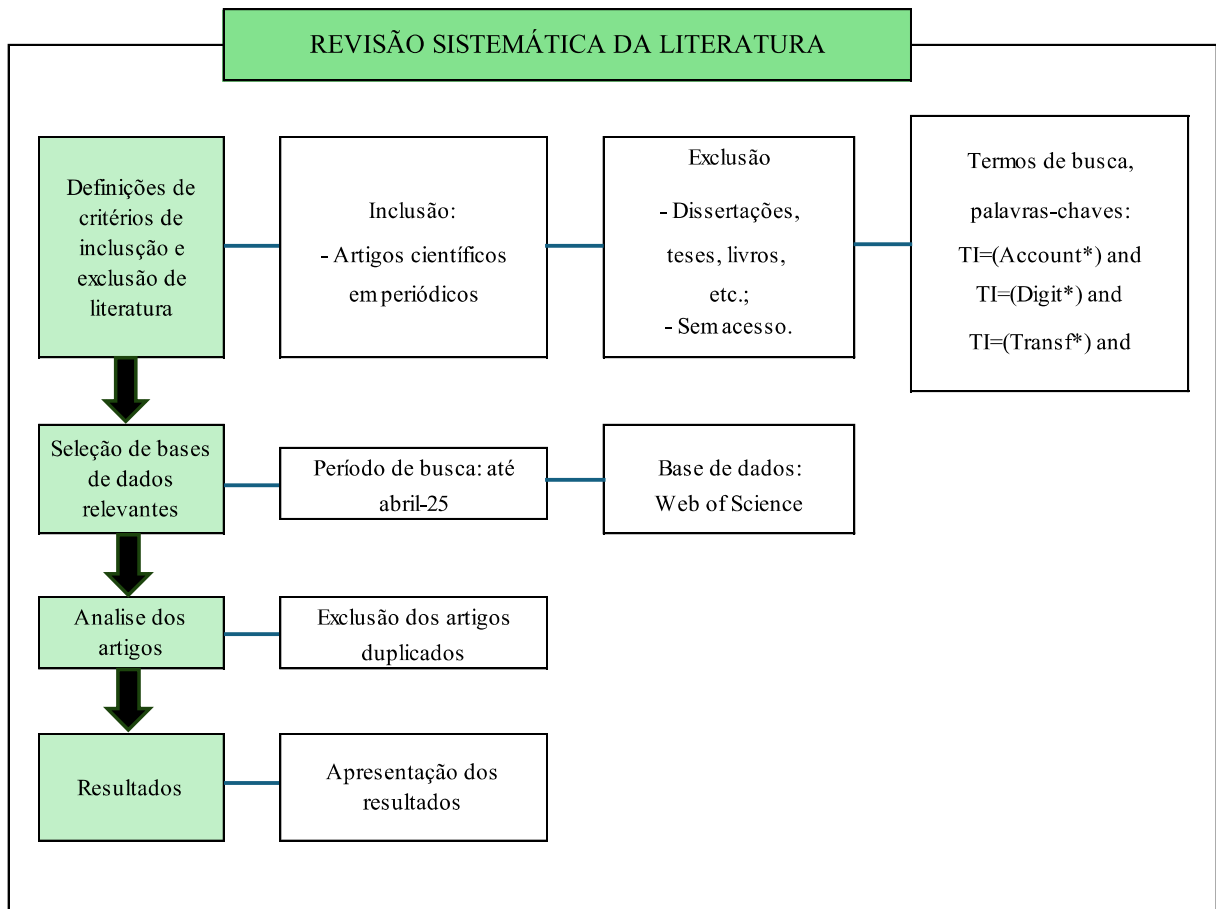 REVISÃO SISTEMÁTICA DA LITERATURA
Definições de
critérios de
inclusção e
exclusão de
literatura
Inclusão:
- Artigos científicos
em periódicos
Exclusão
- Dissertações,
teses, livros,
etc.;
- Sem acesso.
Termos de busca,
palavras-chaves:
TI=(Account*) and
TI=(Digit*) and
TI=(Transf*) and
Seleção de bases
de dados
relevantes
Período de busca: até
abril-25
Base de dados:
Web of Science
Analise dos
artigos
Exclusão dos artigos
duplicados
Resultados
Apresentação dos
resultados